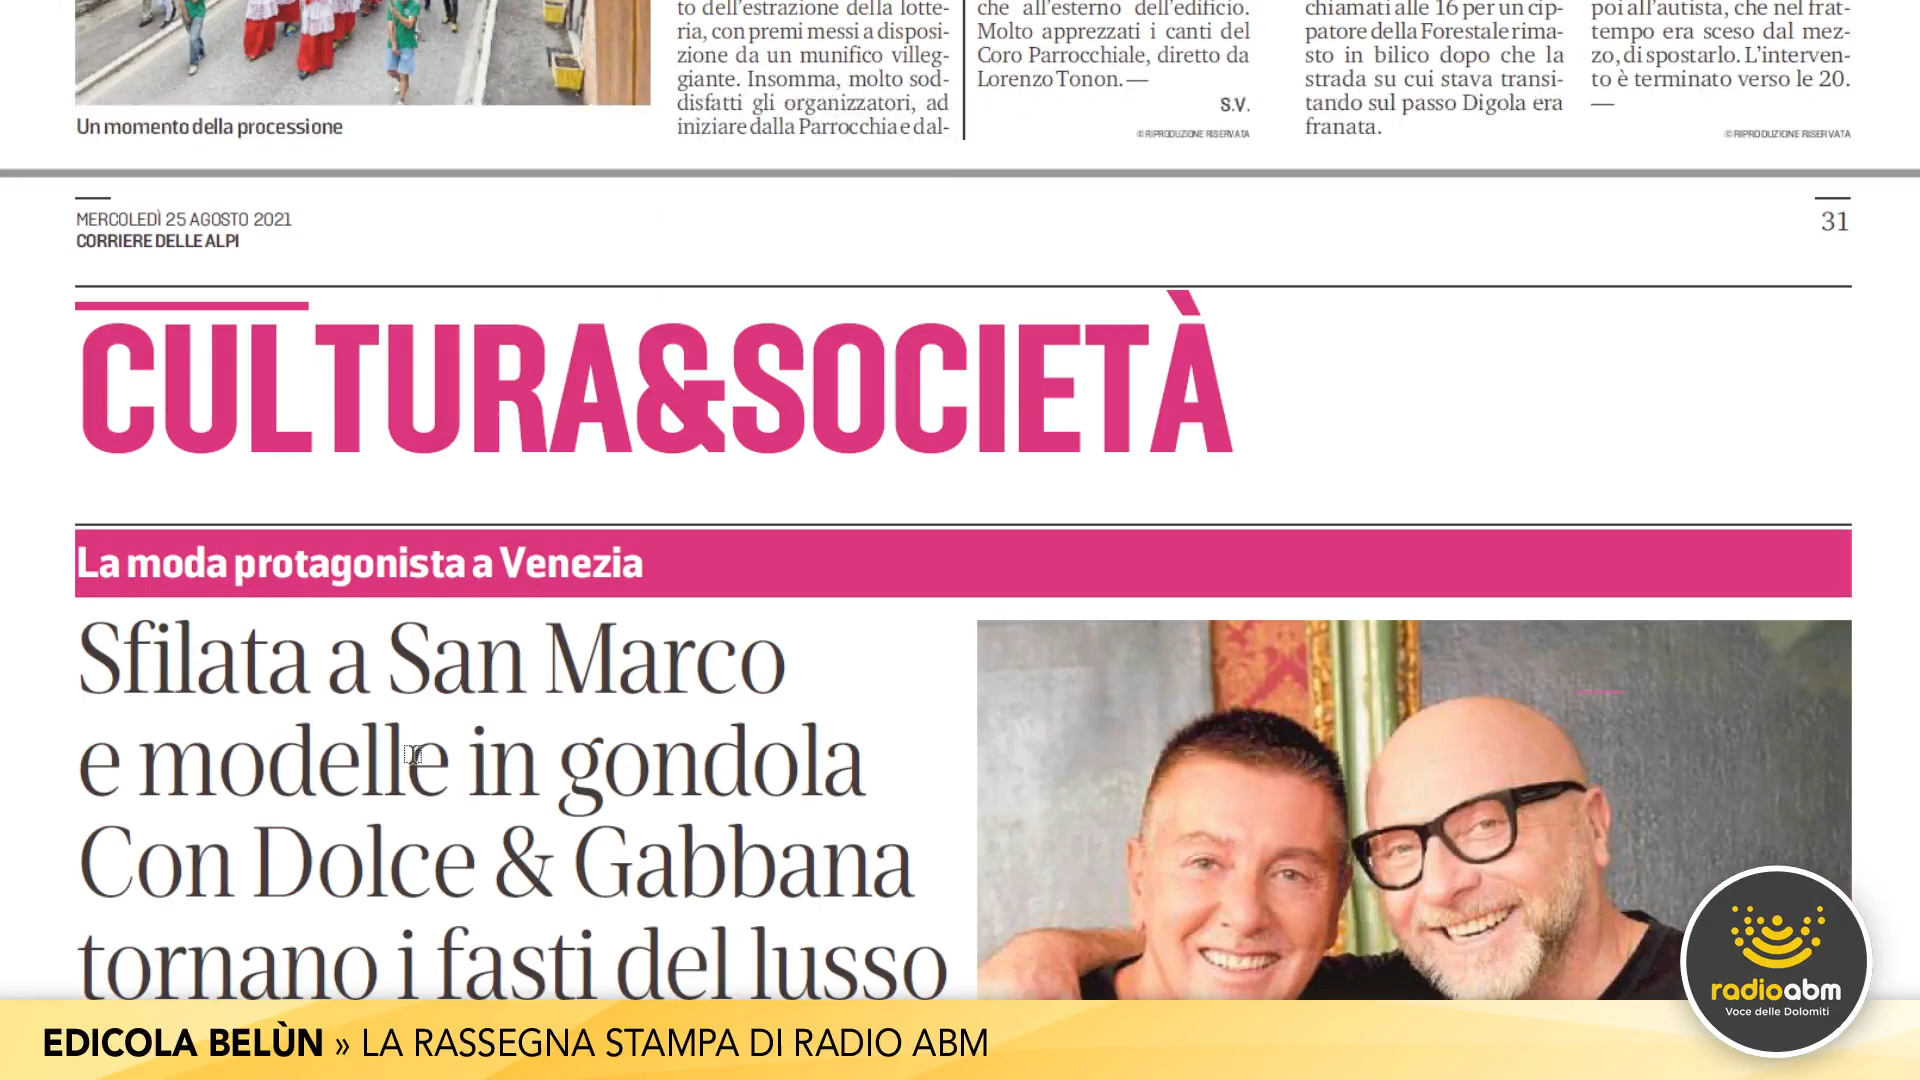 to dell'estrazione della lotte-
ria, con premi messi a disposi-
zione da un munifico villeg-
giante. Insomma, molto sod-
disfatti gli organizzatori, ad
iniziare dalla Parrocchia e dal-
Un momento della processione
che all'esterno dell'edificio.
Molto apprezzati i canti del
Coro Parrocchiale, diretto da
Lorenzo Tonon. —
S.V.
© RIPRODUZIONE RISERVATA
chiamati alle 16 per un cip-
patore della Forestale rima-
sto in bilico dopo che la
strada su cui stava transi-
tando sul passo Digola era
franata.
poi all'autista, che nel frat-
tempo era sceso dal mez-
zo, di spostarlo. L'interven-
to è terminato verso le 20.
—
© RIPRODUZIONE RISERVATA
MERCOLEDÌ 25 AGOSTO 2021
CORRIERE DELLE ALPI
31
CULTURA&SOCIETÀ
La moda protagonista a Venezia
Sfilata a San Marco
e modelle in gondola
Con Dolce & Gabbana
tornano i fasti del lusso
radioabm
Voce delle Dolomiti
EDICOLA BELÙN » LA RASSEGNA STAMPA DI RADIO ABM